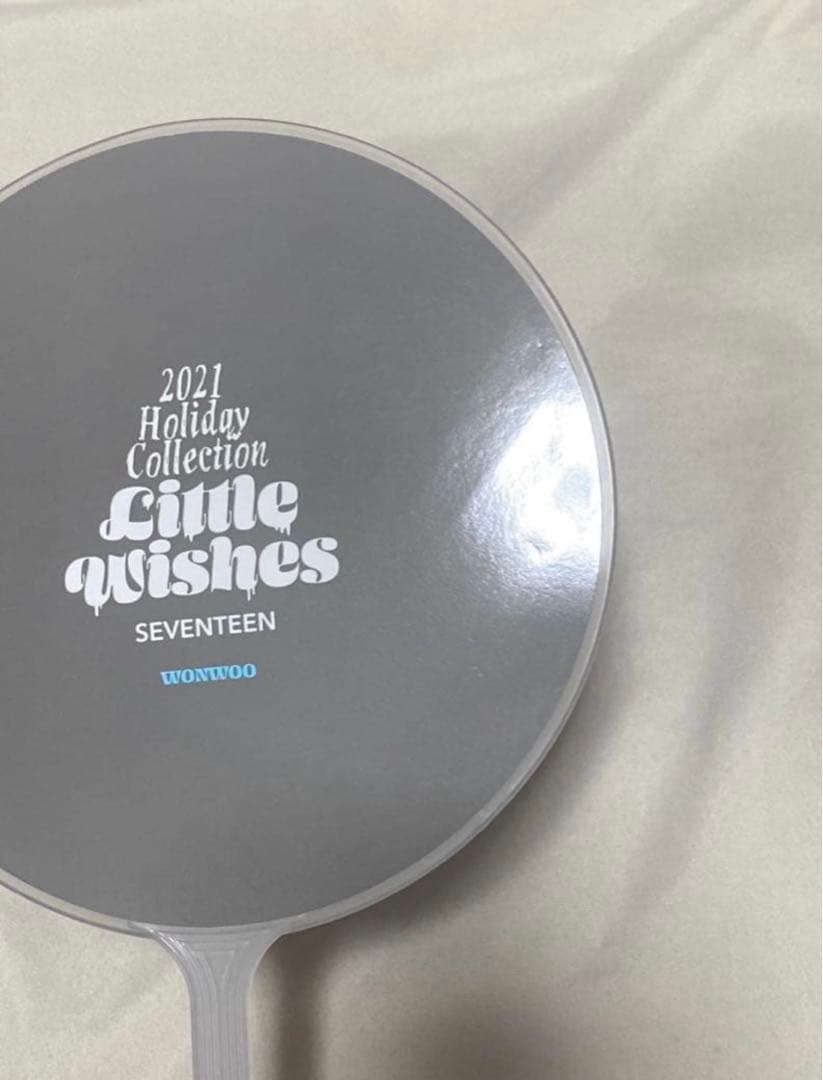 2021
Holiday
Collection
Little
Wishes
SEVENTEEN
WONWOO